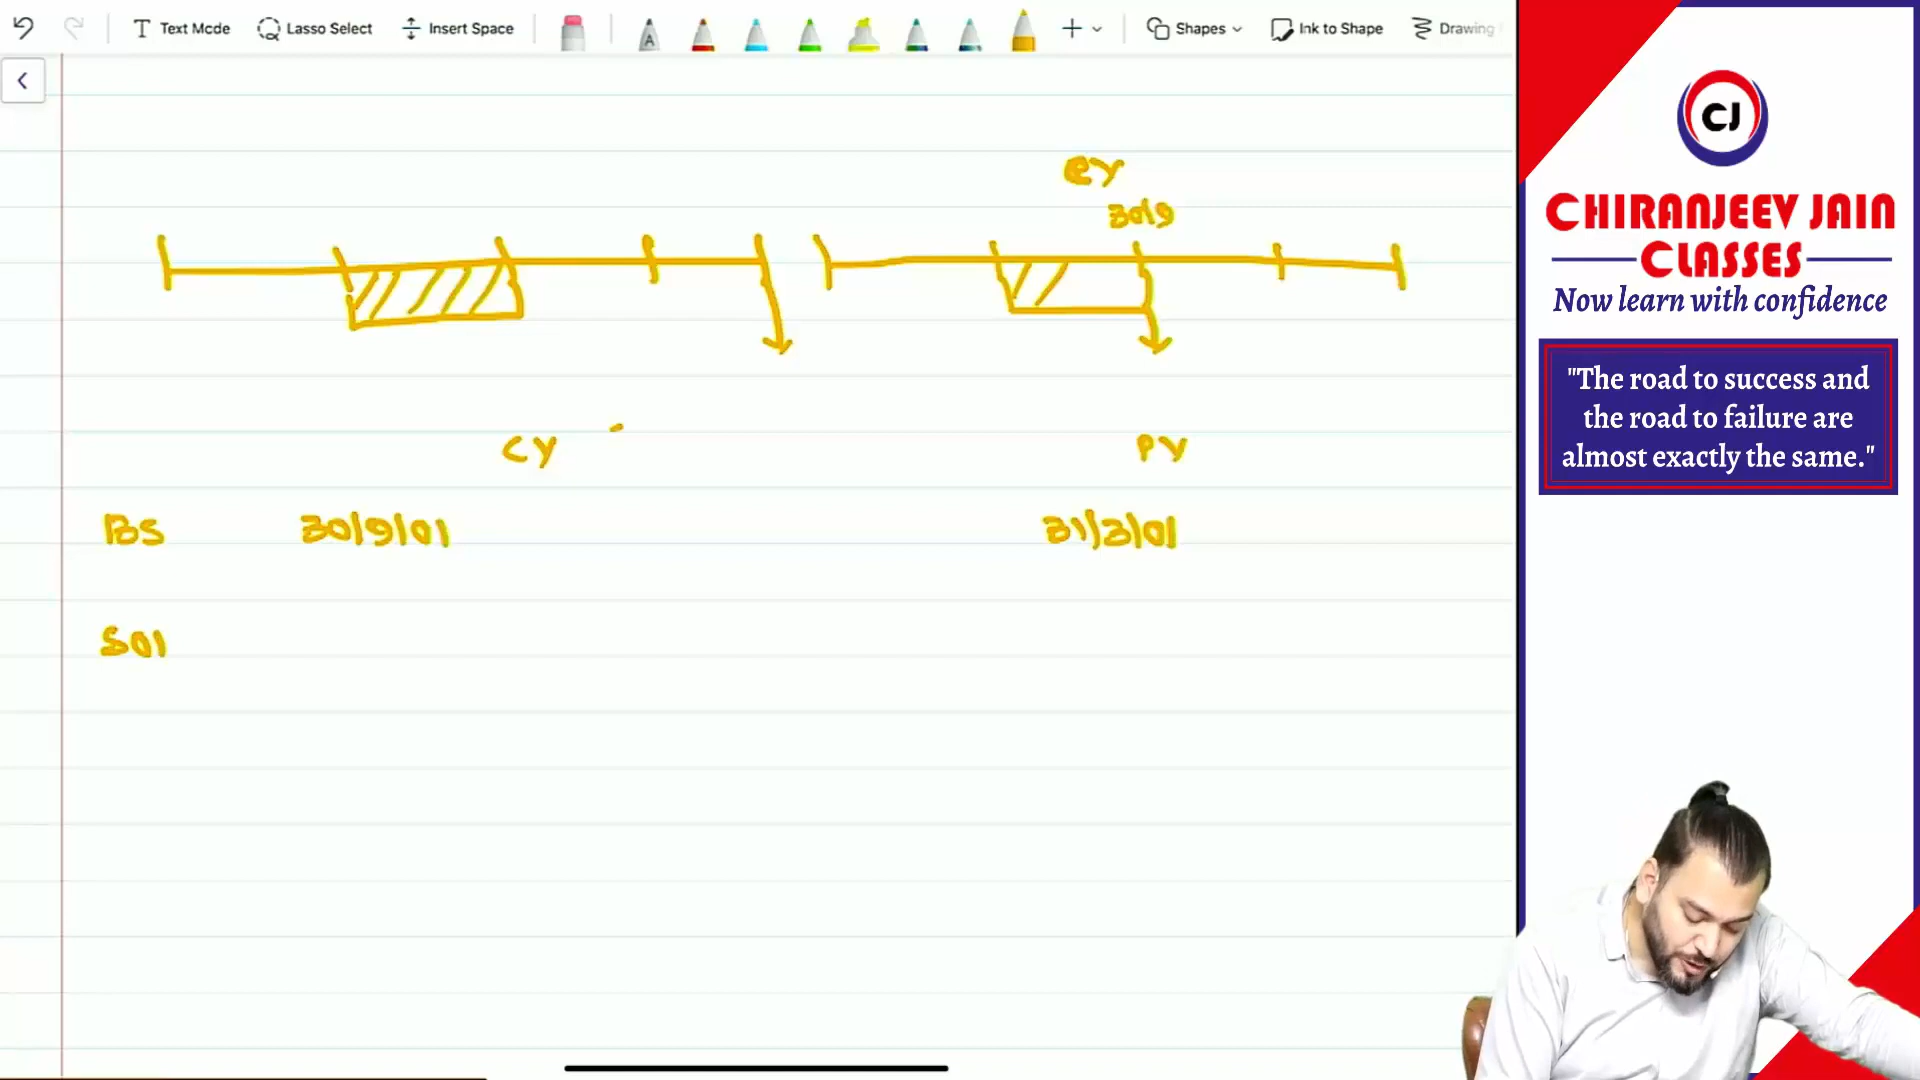 Text Mode Lasso Select Insert Space A Shapes Ink to Shape Drawing
CY
30/9
CY PY
BS 30/9/01 31/3/01
SOI
CJ
CHIRANJEEV JAIN
CLASSES
Now learn with confidence
"The road to success and
the road to failure are
almost exactly the same."